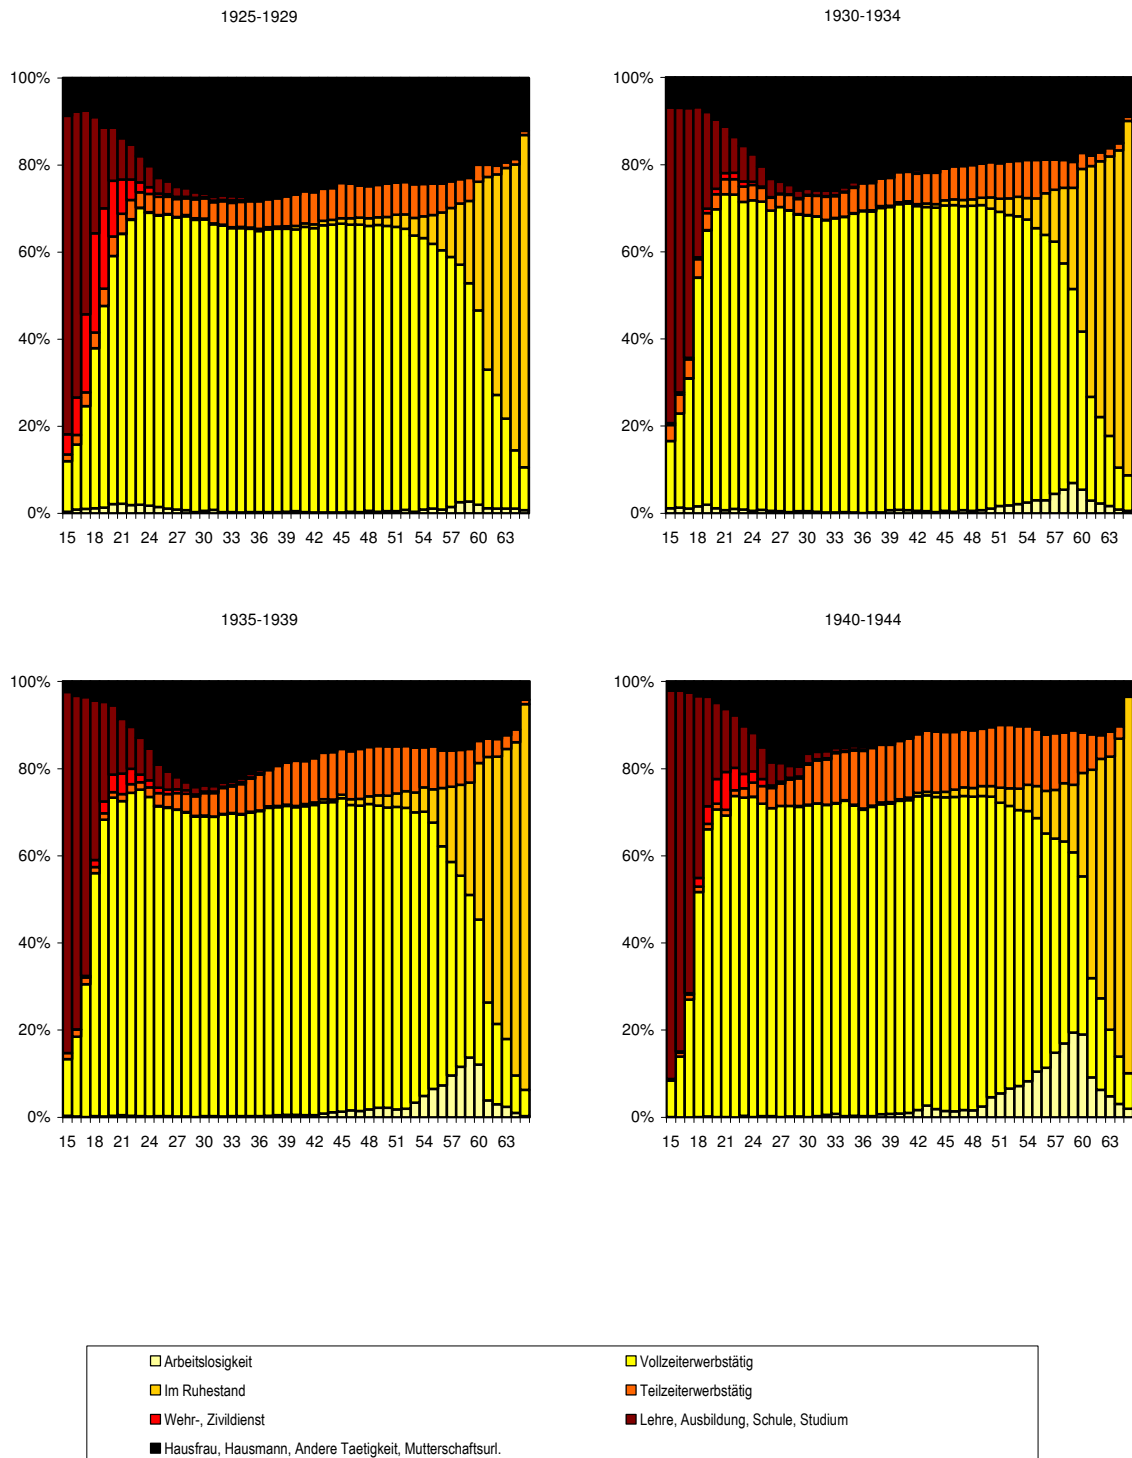 1925-1929
1930-1934
100%
80%
60%
40%
20%
0%
15 18 21 24 27 30 33 36 39 42 45 48 51 54 57 60 63
100%
80%
60%
40%
20%
0%
15 18 21 24 27 30 33 36 39 42 45 48 51 54 57 60 63
1935-1939
1940-1944
100%
80%
60%
40%
20%
0%
15 18 21 24 27 30 33 36 39 42 45 48 51 54 57 60 63
100%
80%
60%
40%
20%
0%
15 18 21 24 27 30 33 36 39 42 45 48 51 54 57 60 63
Arbeitslosigkeit
Vollzeiterwerbstätig
Im Ruhestand
Teilzeiterwerbstätig
Wehr-, Zivildienst
Lehre, Ausbildung, Schule, Studium
Hausfrau, Hausmann, Andere Taetigkeit, Mutterschaftsurl.